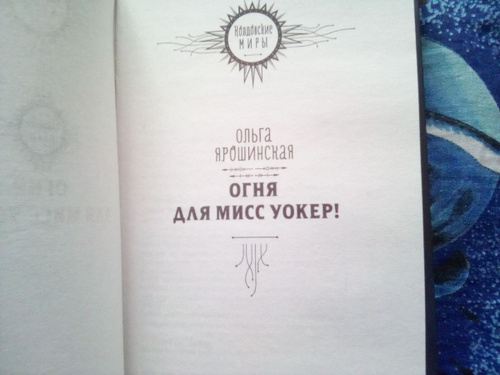 Колдовские
МИРЫ
ОЛЬГА
ЯРОШИНСКАЯ
ОГНЯ
ДЛЯ МИСС УОКЕР!